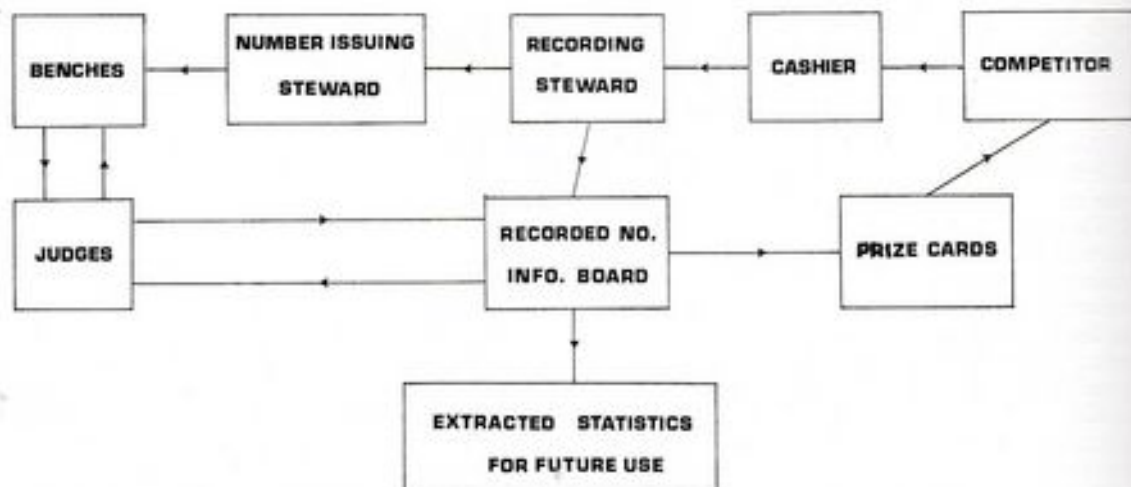 BENCHES
NUMBER ISSUING
STEWARD
RECORDING
STEWARD
CASHIER
COMPETITOR
JUDGES
RECORDED NO.
INFO. BOARD
PRIZE CARDS
EXTRACTED STATISTICS
FOR FUTURE USE